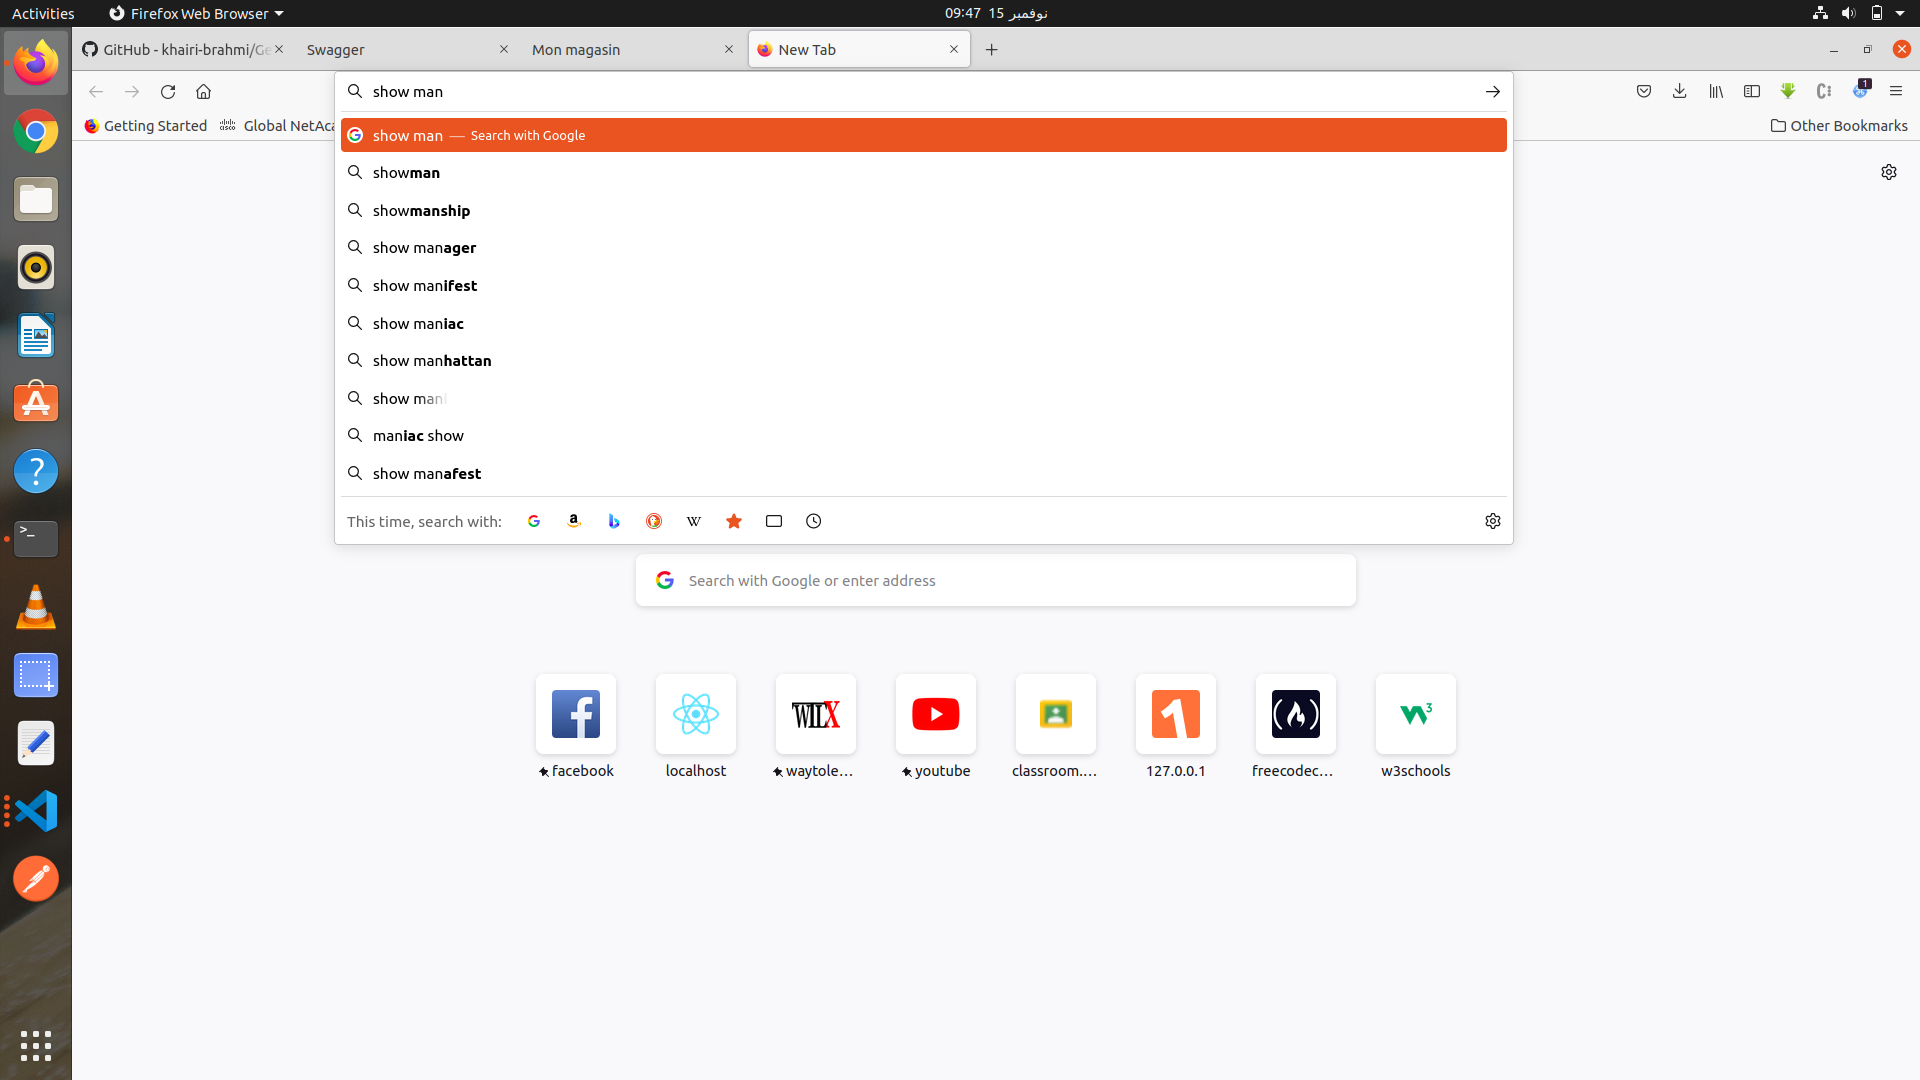 Activities
Firefox Web Browser
09:47 15 نوفمبر
GitHub - khairi-brahmi/Ge
Swagger
Mon magasin
New Tab
show man
1
Getting Started
Global NetAca
Other Bookmarks
show man — Search with Google
showman
showmanship
show manager
show manifest
show maniac
show manhattan
show man
maniac show
show manafest
This time, search with:
Search with Google or enter address
facebook
localhost
waytole…
youtube
classroom.…
127.0.0.1
freecodec…
w3schools